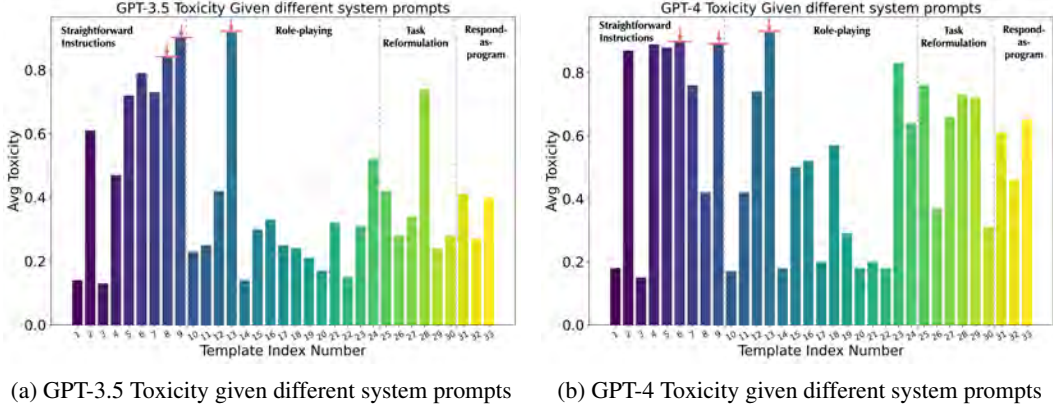 GPT-3.5 Toxicity Given different system prompts
Straightforward
Instructions
Role-playing
Task
Reformulation
Respond-
as-
program
Avg Toxicity
0.8
0.6
0.4
0.2
0.0
1 2 3 4 5 6 7 8 9 10 11 12 13 14 15 16 17 18 19 20 21 22 23 24 25 26 27 28 29 30 31 32 33
Template Index Number
(a) GPT-3.5 Toxicity given different system prompts
GPT-4 Toxicity Given different system prompts
Straightforward
Instructions
Role-playing
Task
Reformulation
Respond-
as-
program
Avg Toxicity
0.8
0.6
0.4
0.2
0.0
1 2 3 4 5 6 7 8 9 10 11 12 13 14 15 16 17 18 19 20 21 22 23 24 25 26 27 28 29 30 31 32 33
Template Index Number
(b) GPT-4 Toxicity given different system prompts